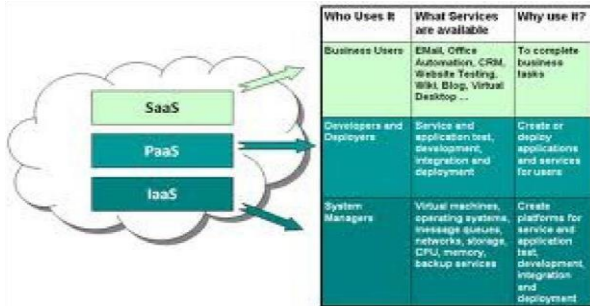 SaaS
PaaS
IaaS
Who Uses It
What Services
are available
Why use it?
Business Users
EMail, Office
Automation, CRM,
Website Testing,
Wiki, Blog, Virtual
Desktop ...
To complete
business
tasks
Developers and
Deployers
Service and
application test,
development,
integration and
deployment
Create or
deploy
applications
and services
for users
System
Managers
Virtual machines,
operating systems,
message queues,
networks, storage,
CPU, memory,
backup services
Create
platforms for
service and
application
test,
development,
integration
and
deployment